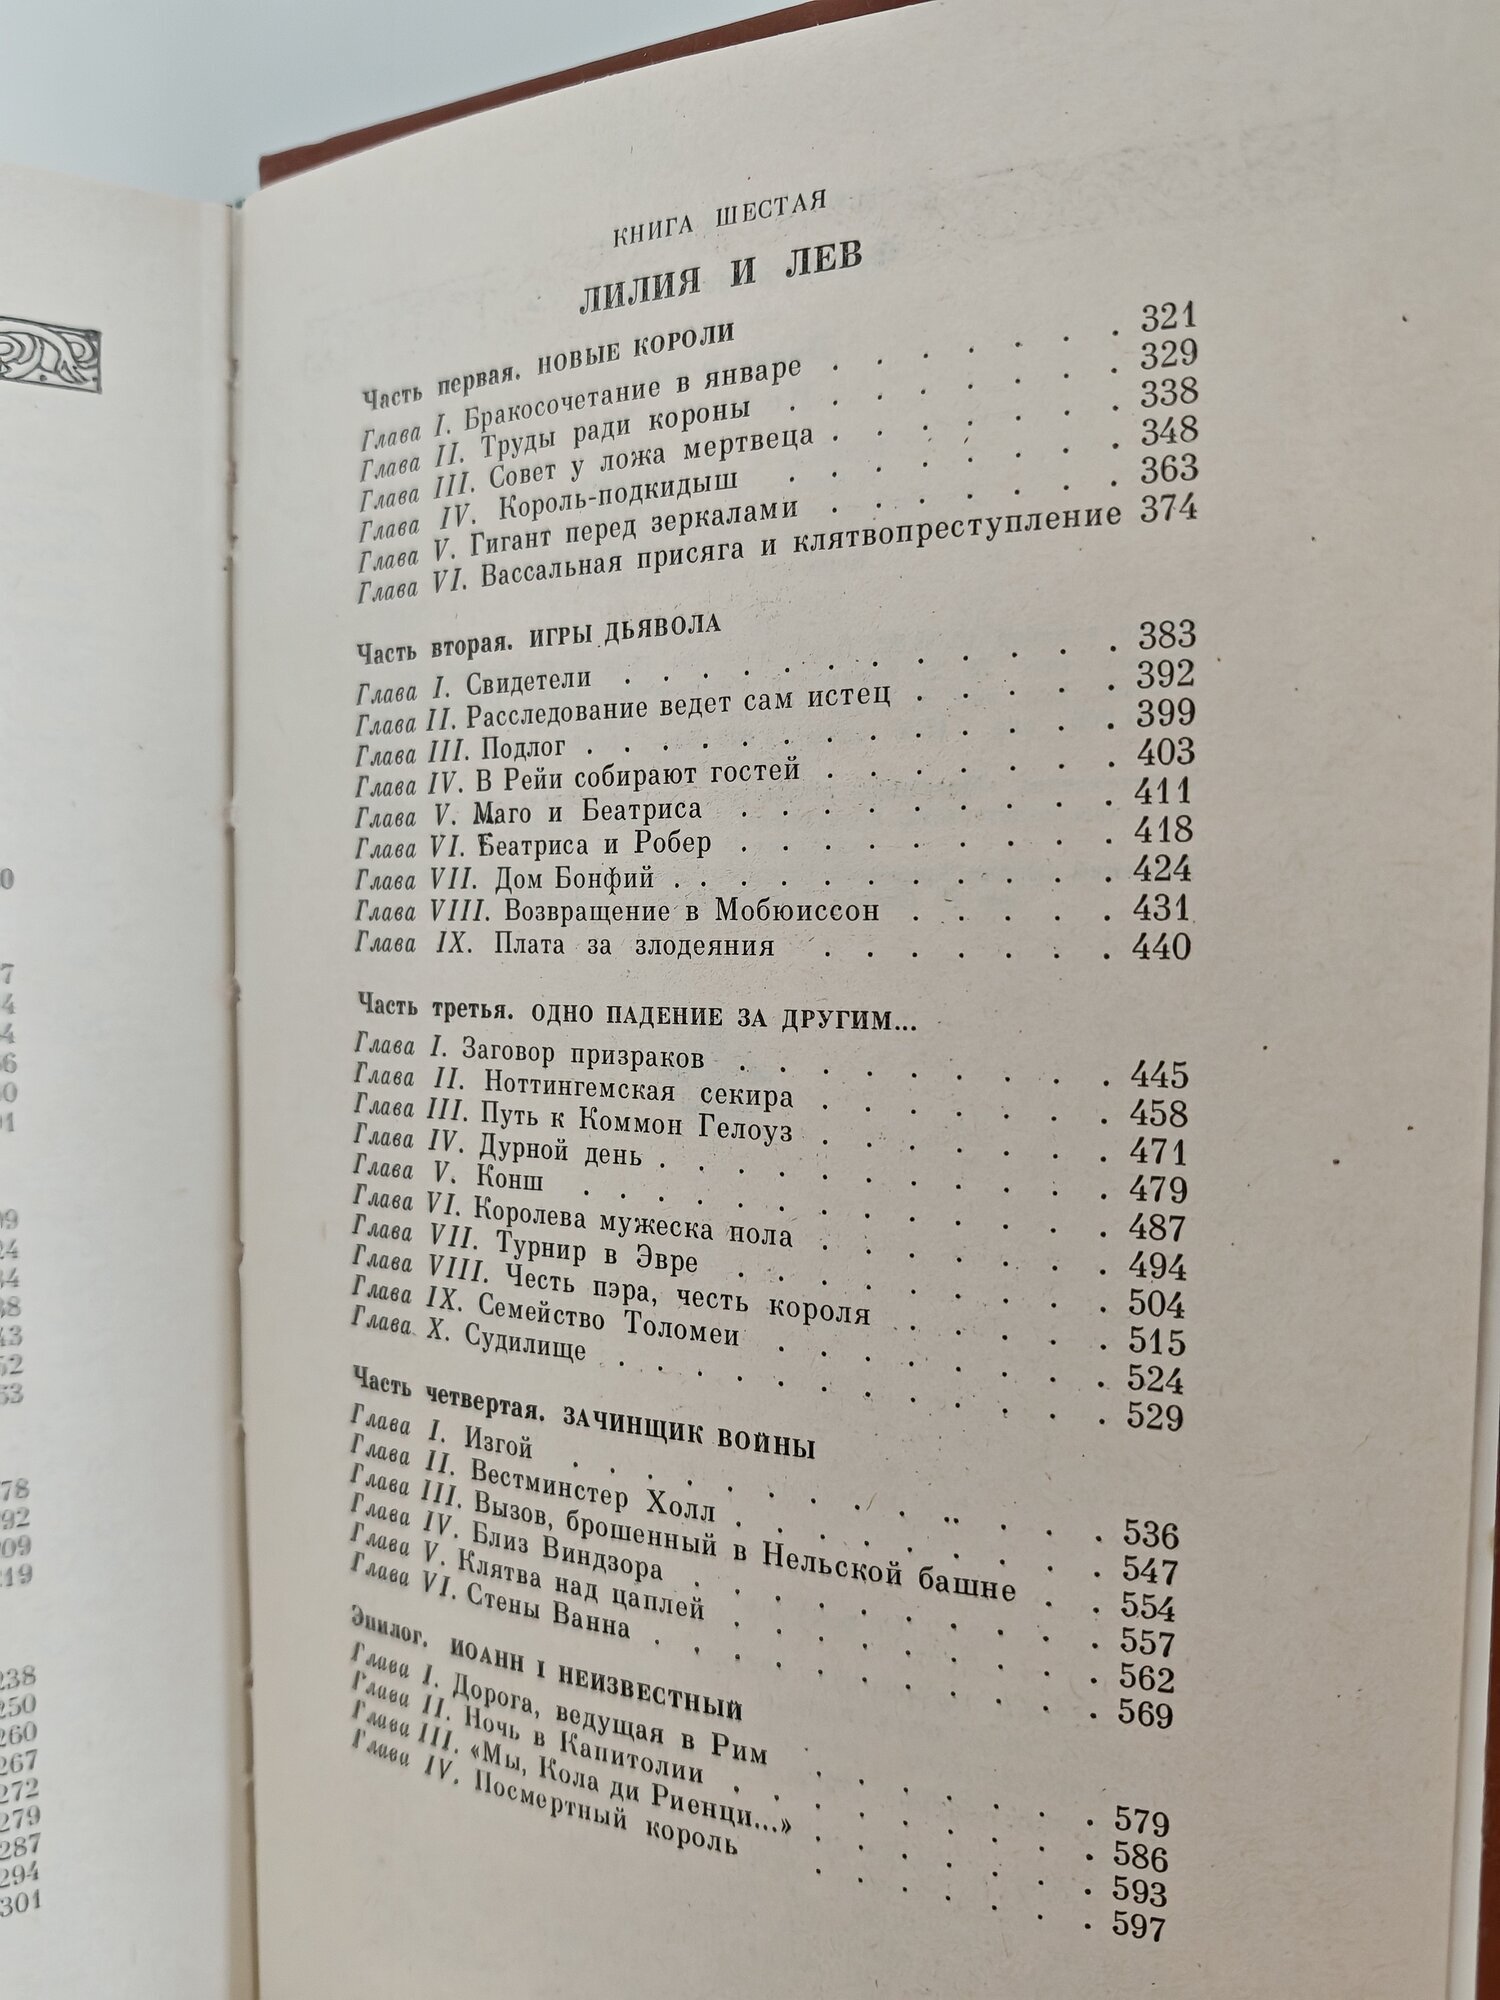 КНИГА ШЕСТАЯ
ЛИЛИЯ И ЛЕВ
Часть первая. НОВЫЕ КОРОЛИ
Глава I. Бракосочетание в январе . . . . . . . 321
Глава II. Труды ради короны . . . . . . . . 329
Глава III. Совет у ложа мертвеца . . . . . . . 338
Глава IV. Король-подкидыш . . . . . . . . 348
Глава V. Гигант перед зеркалами . . . . . . . 363
Глава VI. Вассальная присяга и клятвопреступление 374
Часть вторая. ИГРЫ ДЬЯВОЛА
Глава I. Свидетели . . . . . . . . . . . . 383
Глава II. Расследование ведет сам истец . . . . . 392
Глава III. Подлог . . . . . . . . . . . . . 399
Глава IV. В Рейи собирают гостей . . . . . . . 403
Глава V. Маго и Беатриса . . . . . . . . . 411
Глава VI. Беатриса и Робер . . . . . . . . . 418
Глава VII. Дом Бонфий . . . . . . . . . . . 424
Глава VIII. Возвращение в Мобюиссон . . . . . 431
Глава IX. Плата за злодеяния . . . . . . . 440
Часть третья. ОДНО ПАДЕНИЕ ЗА ДРУГИМ...
Глава I. Заговор призраков . . . . . . . . . 445
Глава II. Ноттингемская секира . . . . . . . 458
Глава III. Путь к Коммон Гелоуз . . . . . . . 471
Глава IV. Дурной день . . . . . . . . . . . 479
Глава V. Конш . . . . . . . . . . . . . 487
Глава VI. Королева мужеска пола . . . . . . . 494
Глава VII. Турнир в Эвре . . . . . . . . . 504
Глава VIII. Честь пэра, честь короля . . . . . 515
Глава IX. Семейство Толомеи . . . . . . . . 524
Глава X. Судилище . . . . . . . . . . . . 529
Часть четвертая. ЗАЧИНЩИК ВОЙНЫ
Глава I. Изгой . . . . . . . . . . . . . 536
Глава II. Вестминстер Холл . . . . . . . . . 547
Глава III. Вызов, брошенный в Нельской башне . . 554
Глава IV. Близ Виндзора . . . . . . . . . . 557
Глава V. Клятва над цаплей . . . . . . . . . 562
Глава VI. Стены Ванна . . . . . . . . . . . 569
Эпилог. ИОАНН I НЕИЗВЕСТНЫЙ
Глава I. Дорога, ведущая в Рим . . . . . . . 579
Глава II. Ночь в Капитолии . . . . . . . . . 586
Глава III. «Мы, Кола ди Риенци...» . . . . . . . 593
Глава IV. Посмертный король . . . . . . . 597
238
250
260
267
272
279
287
294
301